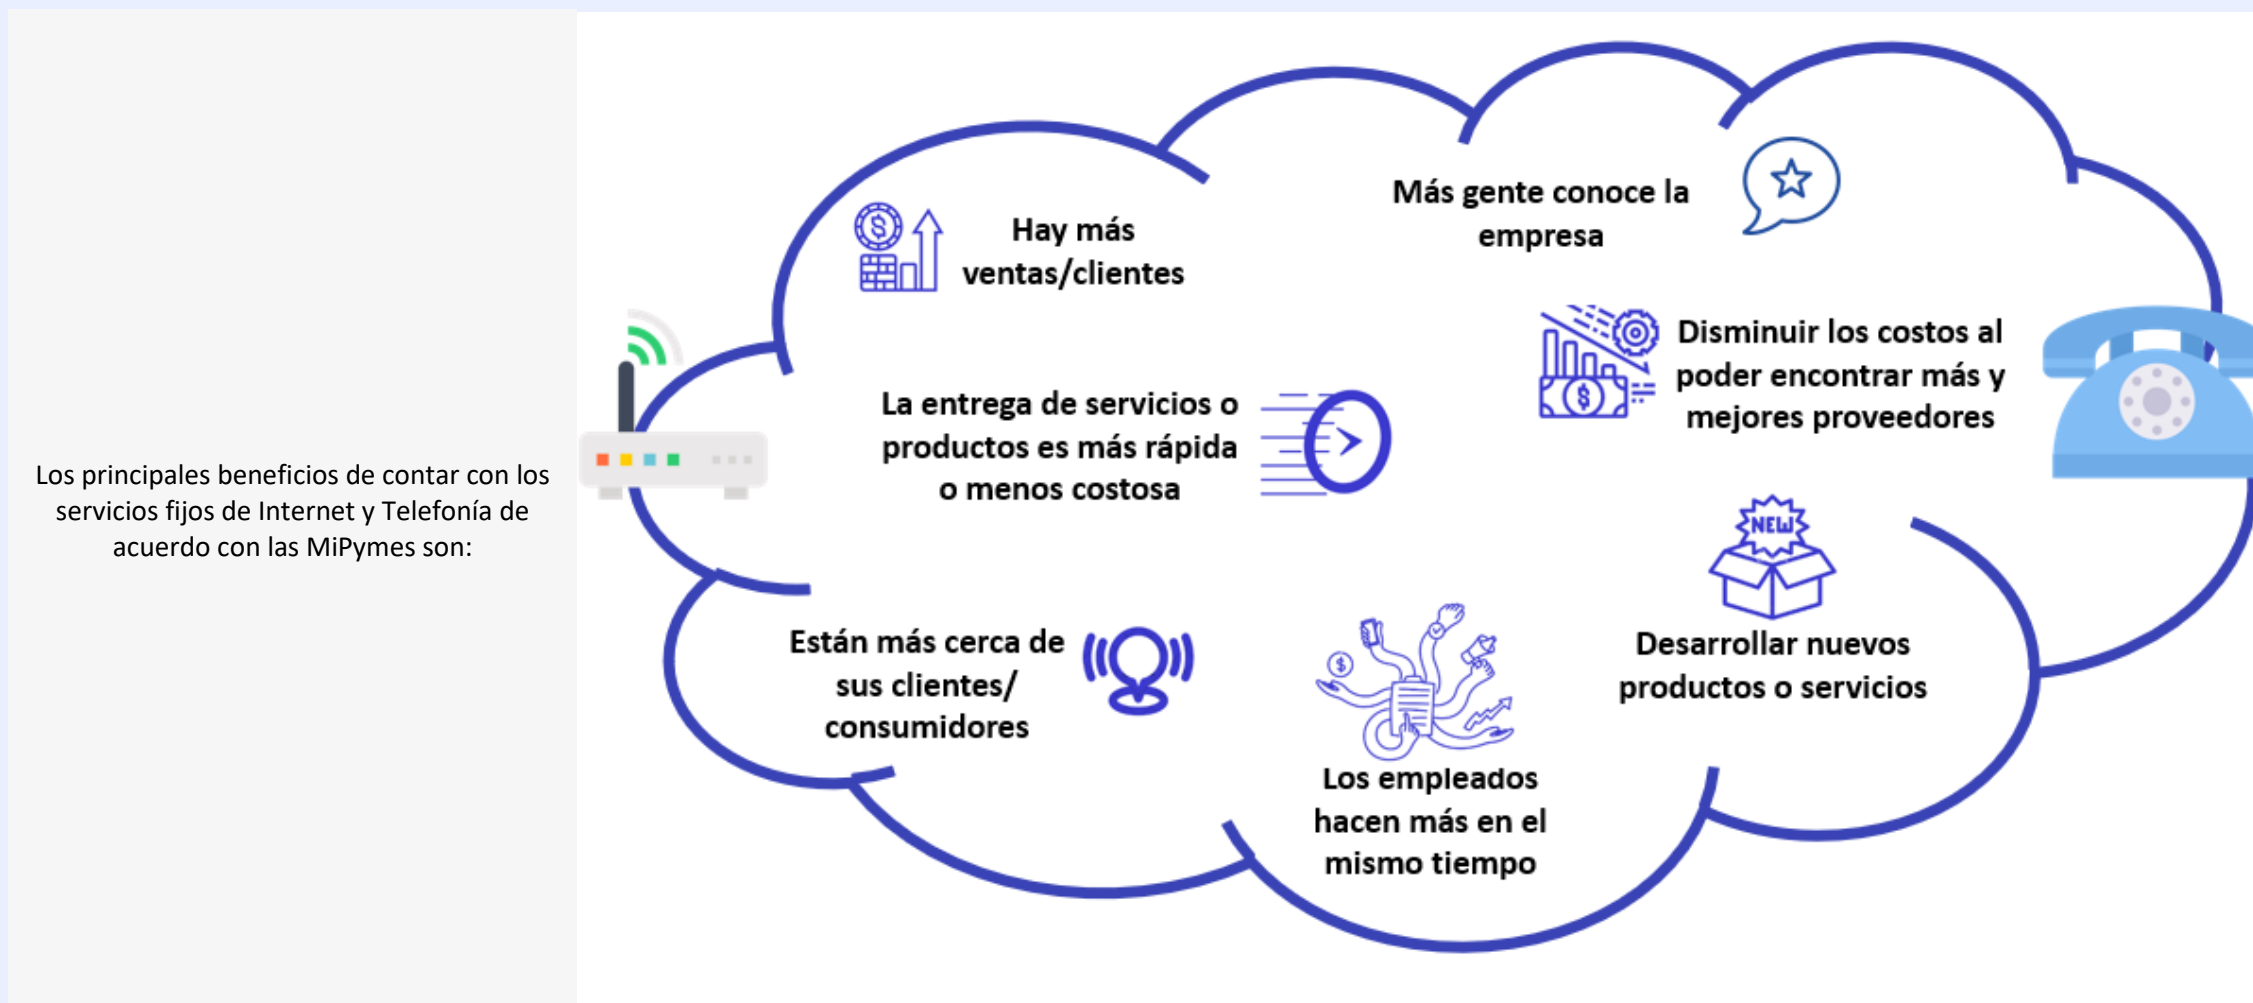 Los principales beneficios de contar con los
servicios fijos de Internet y Telefonía de
acuerdo con las MiPymes son:
Hay más
ventas/clientes
Más gente conoce la
empresa
La entrega de servicios o
productos es más rápida
o menos costosa
Disminuir los costos al
poder encontrar más y
mejores proveedores
Están más cerca de
sus clientes/
consumidores
Los empleados
hacen más en el
mismo tiempo
NEW
Desarrollar nuevos
productos o servicios